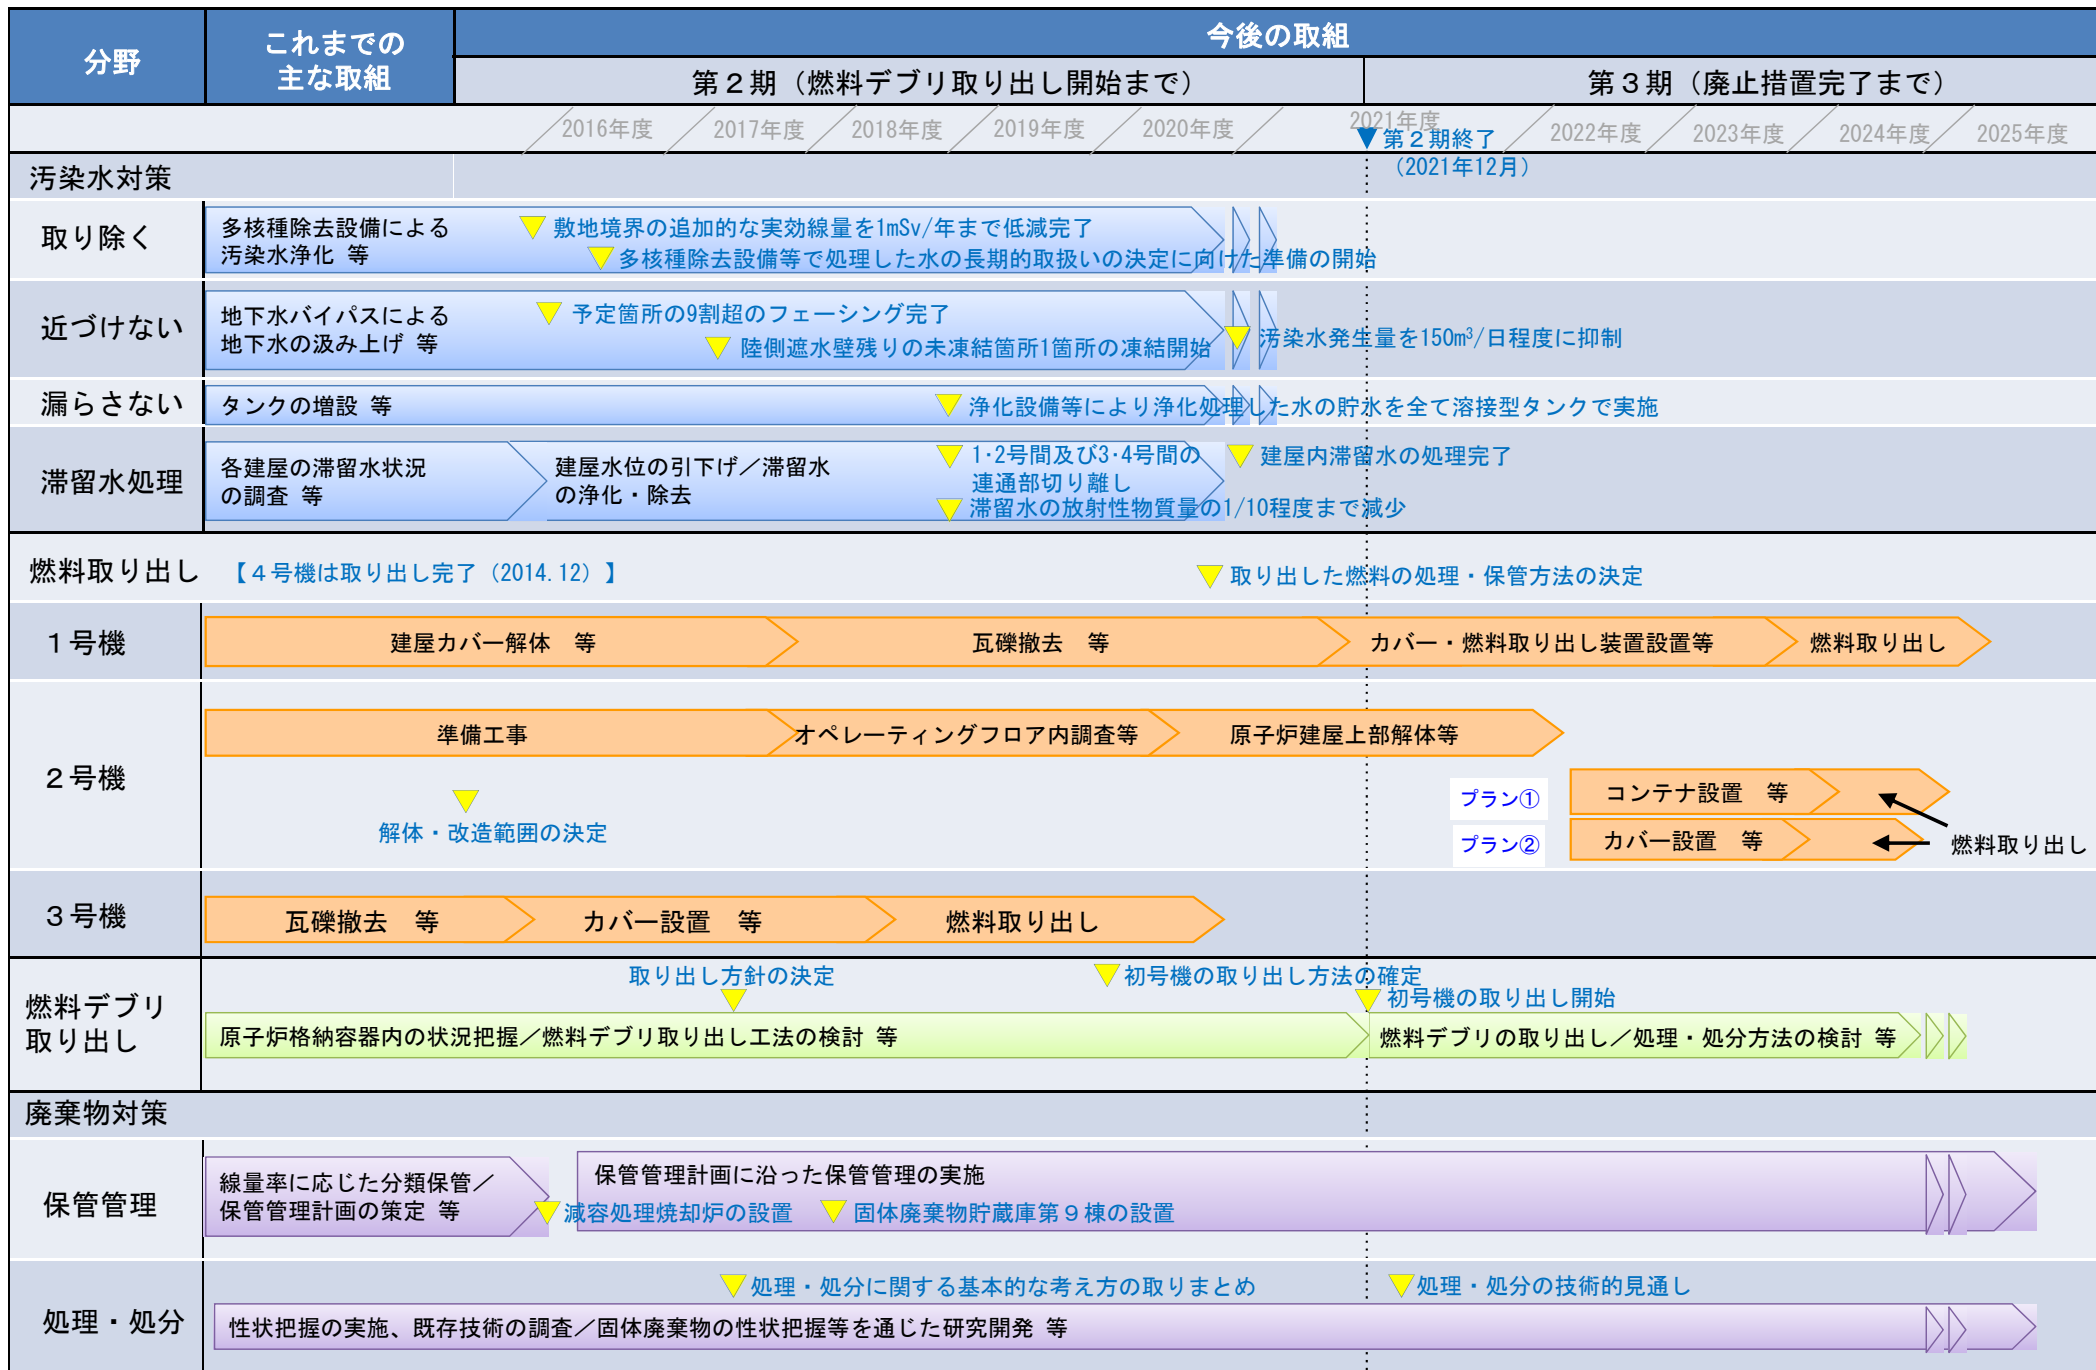 分野
これまでの
主な取組
今後の取組
第２期（燃料デブリ取り出し開始まで）
第３期（廃止措置完了まで）
2016年度
2017年度
2018年度
2019年度
2020年度
2021年度
2022年度
2023年度
2024年度
2025年度
第２期終了
（2021年12月）
汚染水対策
取り除く
多核種除去設備による
汚染水浄化 等
敷地境界の追加的な実効線量を1mSv/年まで低減完了
多核種除去設備等で処理した水の長期的取扱いの決定に向けた準備の開始
近づけない
地下水バイパスによる
地下水の汲み上げ 等
予定箇所の9割超のフェーシング完了
陸側遮水壁残りの未凍結箇所1箇所の凍結開始
汚染水発生量を150m³/日程度に抑制
漏らさない
タンクの増設 等
浄化設備等により浄化処理した水の貯水を全て溶接型タンクで実施
滞留水処理
各建屋の滞留水状況
の調査 等
建屋水位の引下げ／滞留水
の浄化・除去
1･2号間及び3･4号間の
連通部切り離し
滞留水の放射性物質量の1/10程度まで減少
建屋内滞留水の処理完了
燃料取り出し
【４号機は取り出し完了（2014.12）】
取り出した燃料の処理・保管方法の決定
１号機
建屋カバー解体　等
瓦礫撤去　等
カバー・燃料取り出し装置設置等
燃料取り出し
２号機
準備工事
オペレーティングフロア内調査等
原子炉建屋上部解体等
解体・改造範囲の決定
プラン①
コンテナ設置　等
プラン②
カバー設置　等
燃料取り出し
３号機
瓦礫撤去　等
カバー設置　等
燃料取り出し
燃料デブリ
取り出し
取り出し方針の決定
初号機の取り出し方法の確定
初号機の取り出し開始
原子炉格納容器内の状況把握／燃料デブリ取り出し工法の検討 等
燃料デブリの取り出し／処理・処分方法の検討 等
廃棄物対策
保管管理
線量率に応じた分類保管／
保管管理計画の策定 等
保管管理計画に沿った保管管理の実施
減容処理焼却炉の設置
固体廃棄物貯蔵庫第９棟の設置
処理・処分
処理・処分に関する基本的な考え方の取りまとめ
処理・処分の技術的見通し
性状把握の実施、既存技術の調査／固体廃棄物の性状把握等を通じた研究開発 等